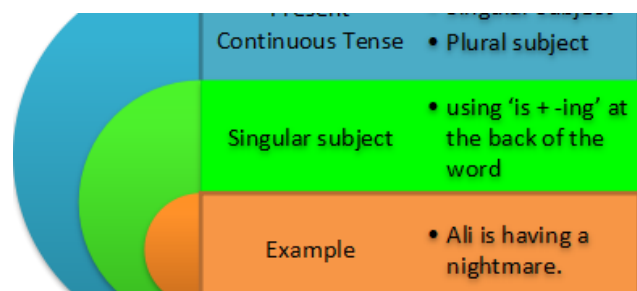 Continuous Tense
• Plural subject
Singular subject
• using ‘is + -ing’ at
the back of the
word
Example
• Ali is having a
nightmare.